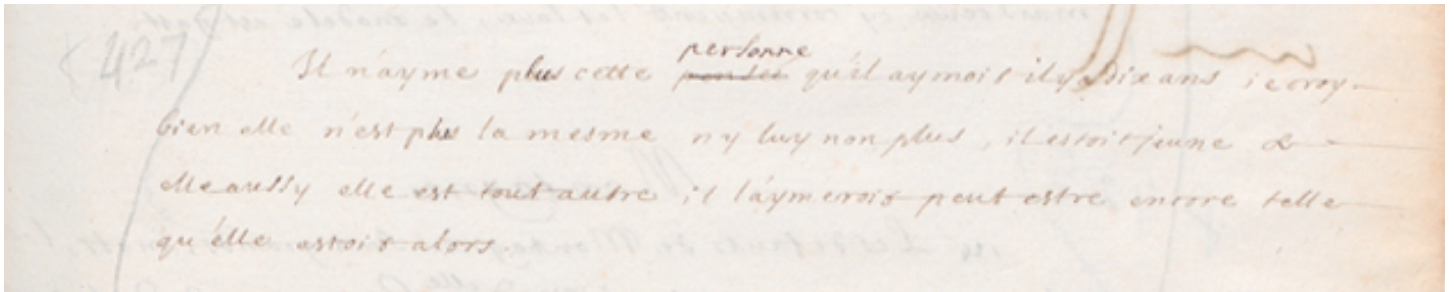 427
personne
Il n'ayme plus cette pensée qu'il aymoit il y a dix ans ie croy
bien elle n'est plus la mesme ny luy non plus, il estoit jeune &
elle aussy elle est tout autre il l'aymerois peut estre encore telle
qu'elle estoit alors.